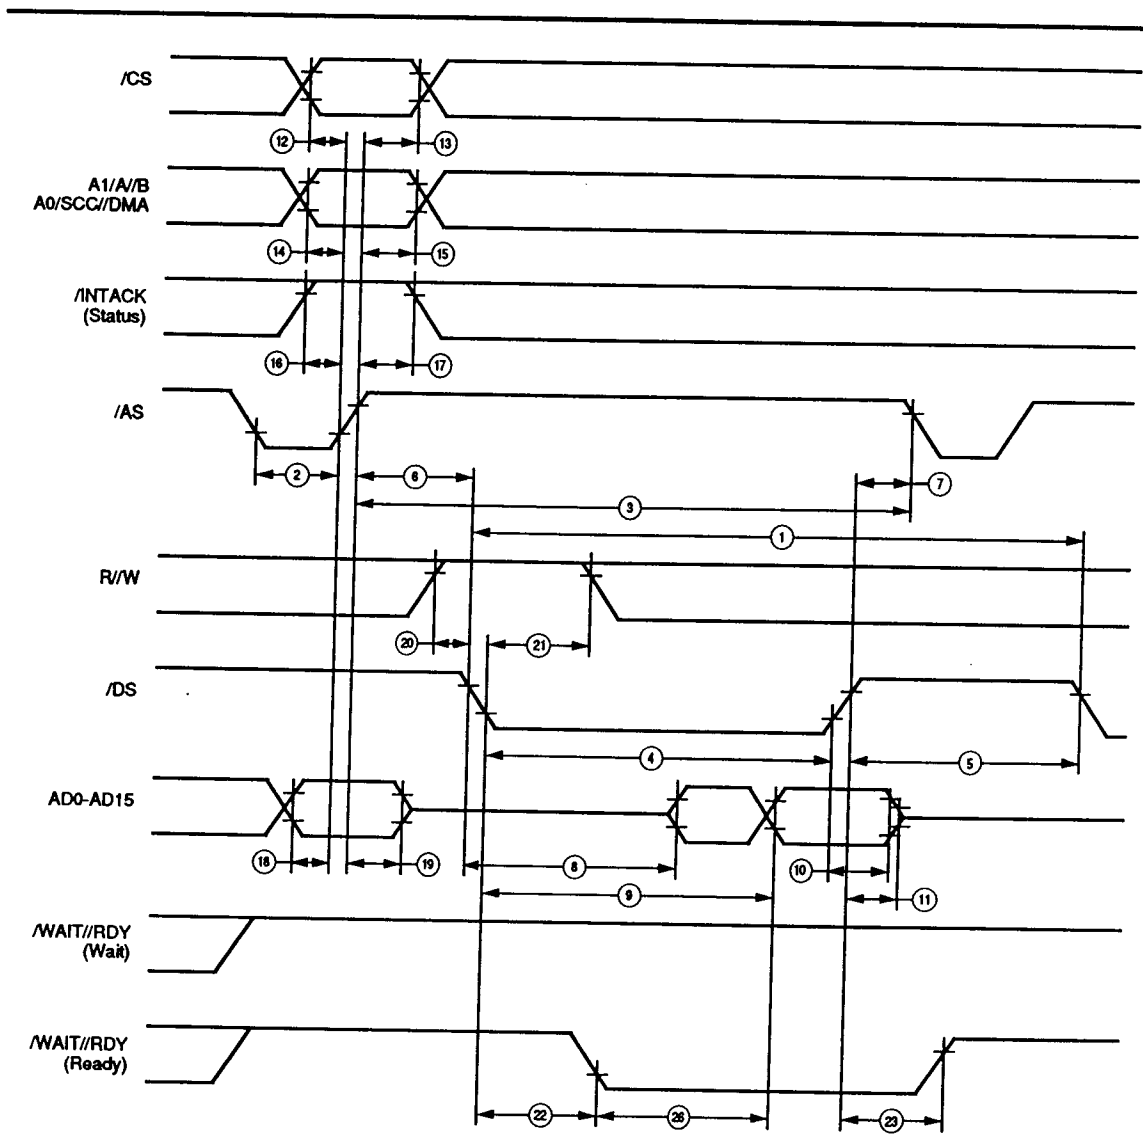 /CS
12
13
A1/A//B
A0/SCC//DMA
14
15
/INTACK
(Status)
16
17
/AS
2
6
7
3
1
R//W
20
21
/DS
4
5
AD0-AD15
18
19
8
10
9
11
/WAIT//RDY
(Wait)
/WAIT//RDY
(Ready)
22
26
23